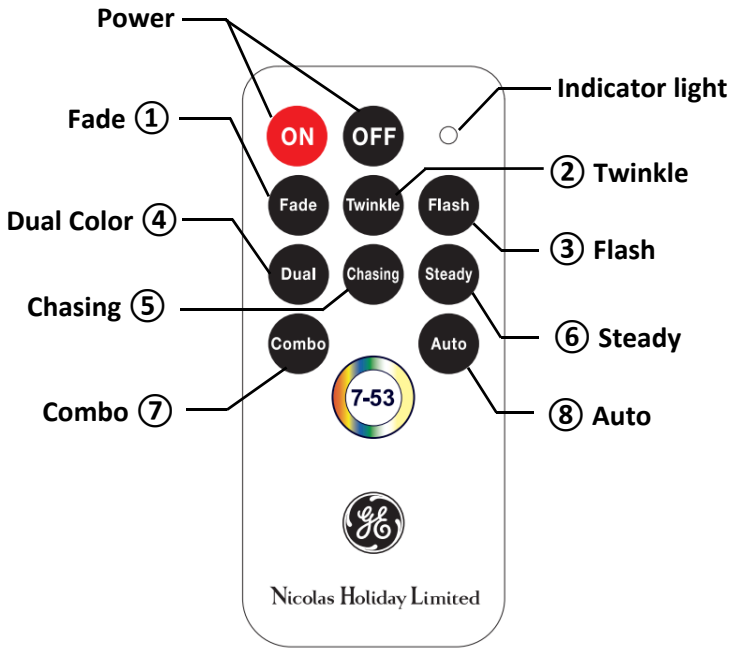 Power
Indicator light
ON OFF
Fade ①
② Twinkle
Fade Twinkle Flash
Dual Color ④
③ Flash
Dual Chasing Steady
Chasing ⑤
⑥ Steady
Combo Auto
7-53
Combo ⑦
⑧ Auto
GE
Nicolas Holiday Limited